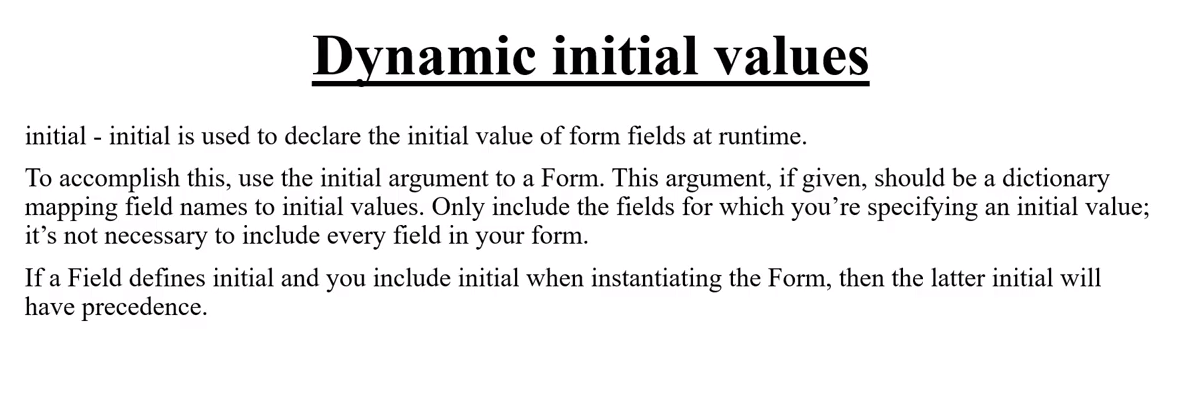 Dynamic initial values
initial - initial is used to declare the initial value of form fields at runtime.
To accomplish this, use the initial argument to a Form. This argument, if given, should be a dictionary
mapping field names to initial values. Only include the fields for which you’re specifying an initial value;
it’s not necessary to include every field in your form.
If a Field defines initial and you include initial when instantiating the Form, then the latter initial will
have precedence.